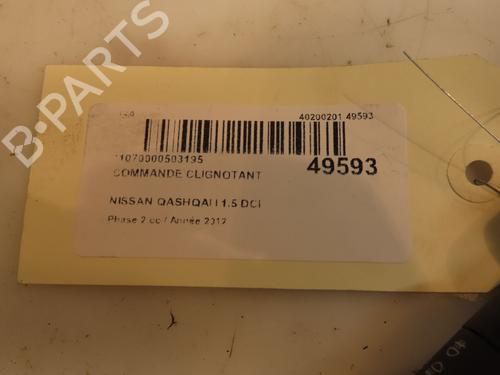 40200201 49593
*1070000503195
COMMANDE CLIGNOTANT
49593
NISSAN QASHQAI I 1.5 DCI
Phase 2 cc / Année 2012
B-PARTS